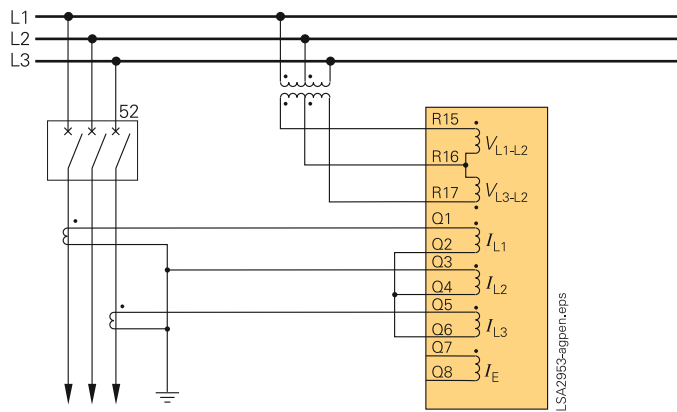 L1
L2
L3
52
R15
V L1-L2
R16
R17
V L3-L2
Q1
Q2
I L1
Q3
Q4
I L2
Q5
Q6
I L3
Q7
Q8
I E
LSA2953-agpen.eps